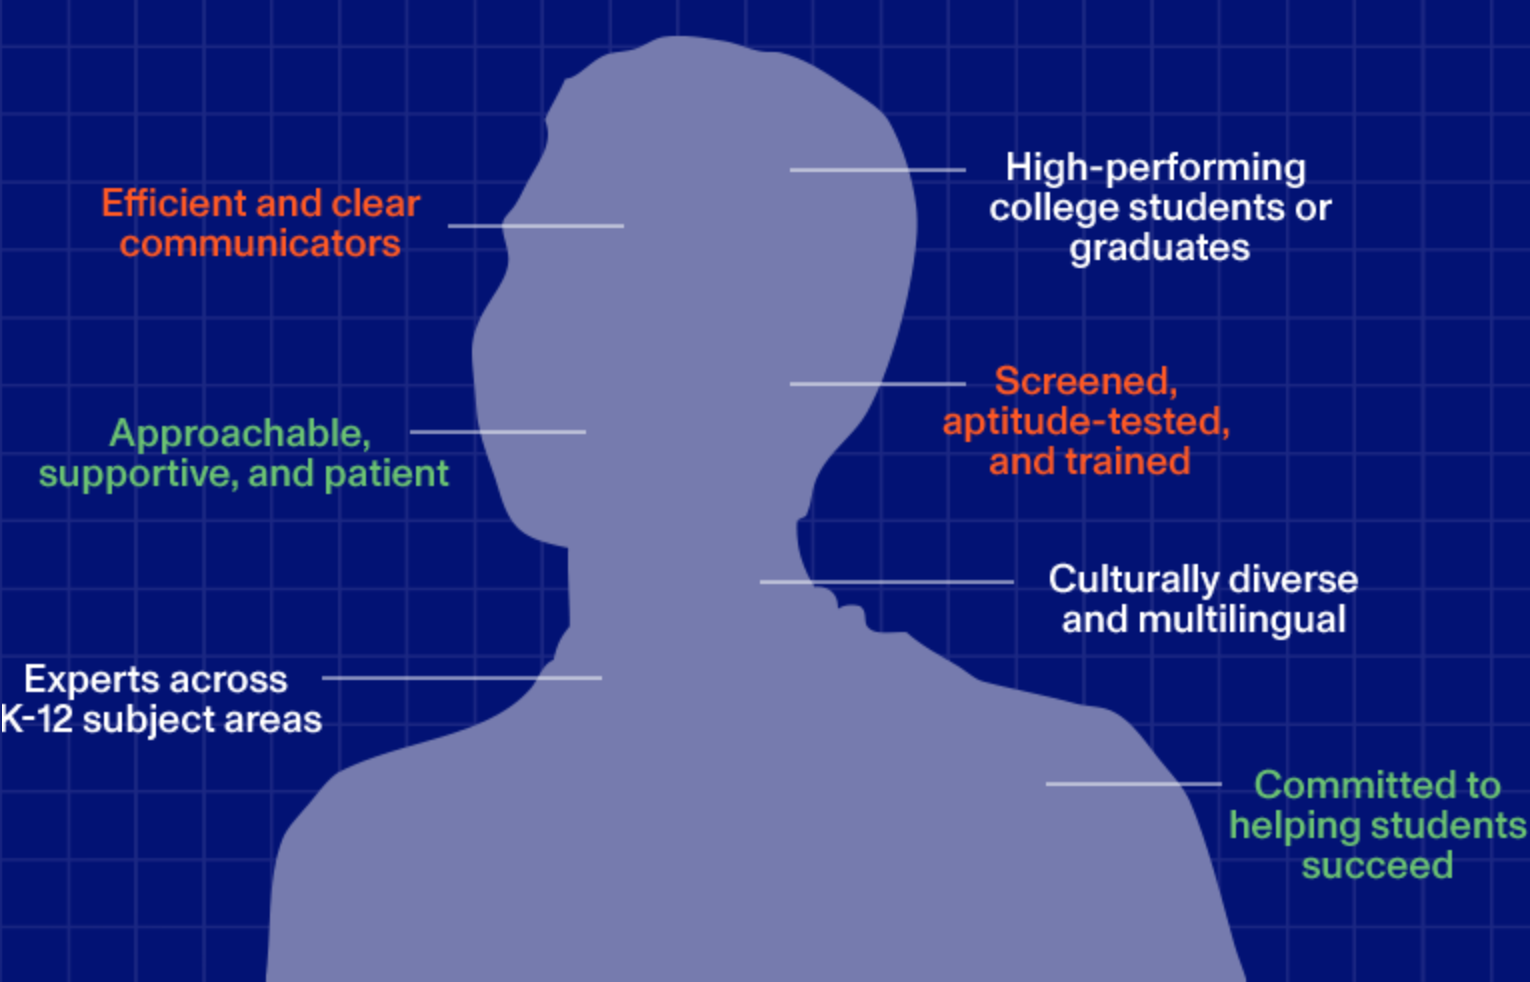 Efficient and clear
communicators
High-performing
college students or
graduates
Screened,
aptitude-tested,
and trained
Approachable,
supportive, and patient
Culturally diverse
and multilingual
Experts across
K-12 subject areas
Committed to
helping students
succeed